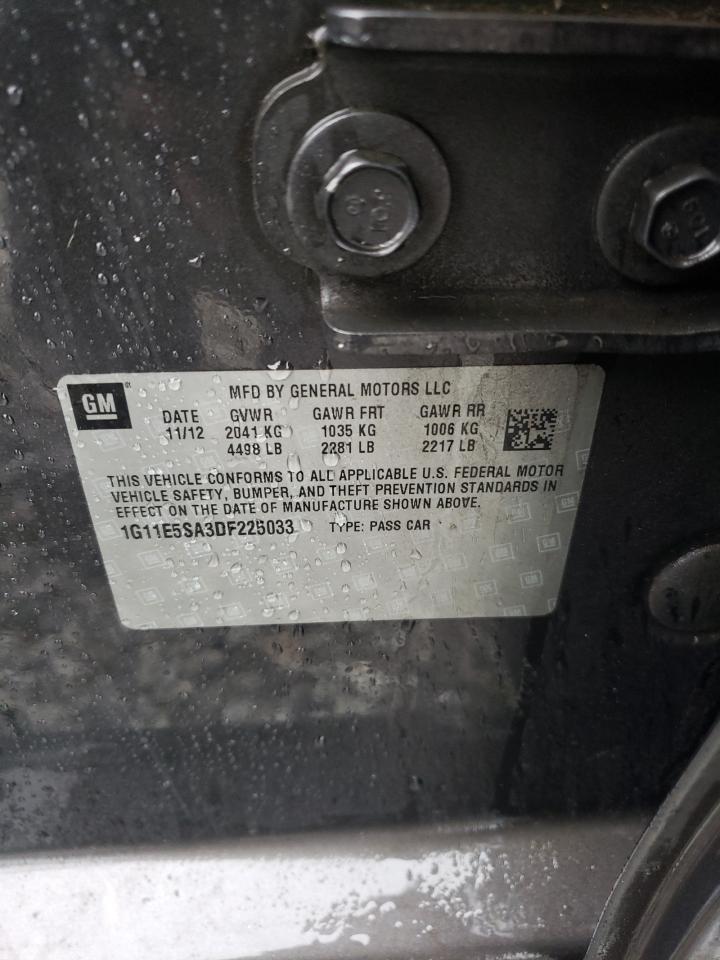 GM
MFD BY GENERAL MOTORS LLC
DATE GVWR GAWR FRT GAWR RR
11/12 2041 KG 1035 KG 1006 KG
4498 LB 2281 LB 2217 LB
THIS VEHICLE CONFORMS TO ALL APPLICABLE U.S. FEDERAL MOTOR
VEHICLE SAFETY, BUMPER, AND THEFT PREVENTION STANDARDS IN
EFFECT ON THE DATE OF MANUFACTURE SHOWN ABOVE.
1G11E5SA3DF225033 TYPE: PASS CAR